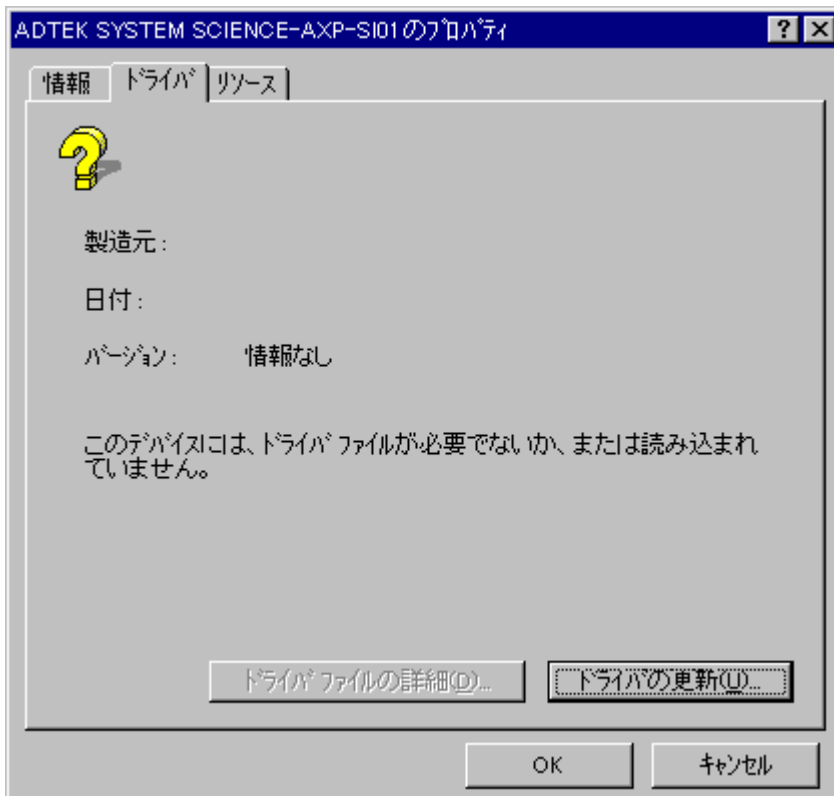 ADTEK SYSTEM SCIENCE-AXP-SI01のﾌﾟﾛﾊﾟﾃｨ
情報 ﾄﾞﾗｲﾊﾞ ﾘｿｰｽ
製造元:
日付:
ﾊﾞｰｼﾞｮﾝ: 情報なし
このﾃﾞﾊﾞｲｽには、ﾄﾞﾗｲﾊﾞ ﾌｧｲﾙが必要でないか、または読み込まれ
ていません。
ﾄﾞﾗｲﾊﾞ ﾌｧｲﾙの詳細(D)... ﾄﾞﾗｲﾊﾞの更新(U)...
OK ｷｬﾝｾﾙ